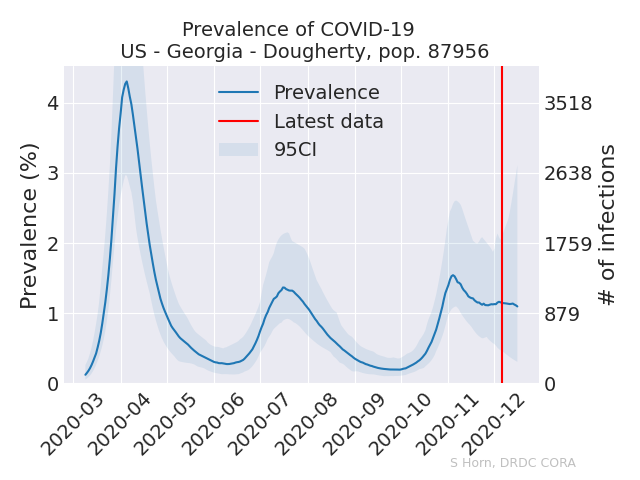 Prevalence of COVID-19
US - Georgia - Dougherty, pop. 87956
Prevalence
Latest data
95CI
Prevalence (%)
4
3
2
1
0
3518
2638
1759
879
0
# of infections
2020-03
2020-04
2020-05
2020-06
2020-07
2020-08
2020-09
2020-10
2020-11
2020-12
S Horn, DRDC CORA